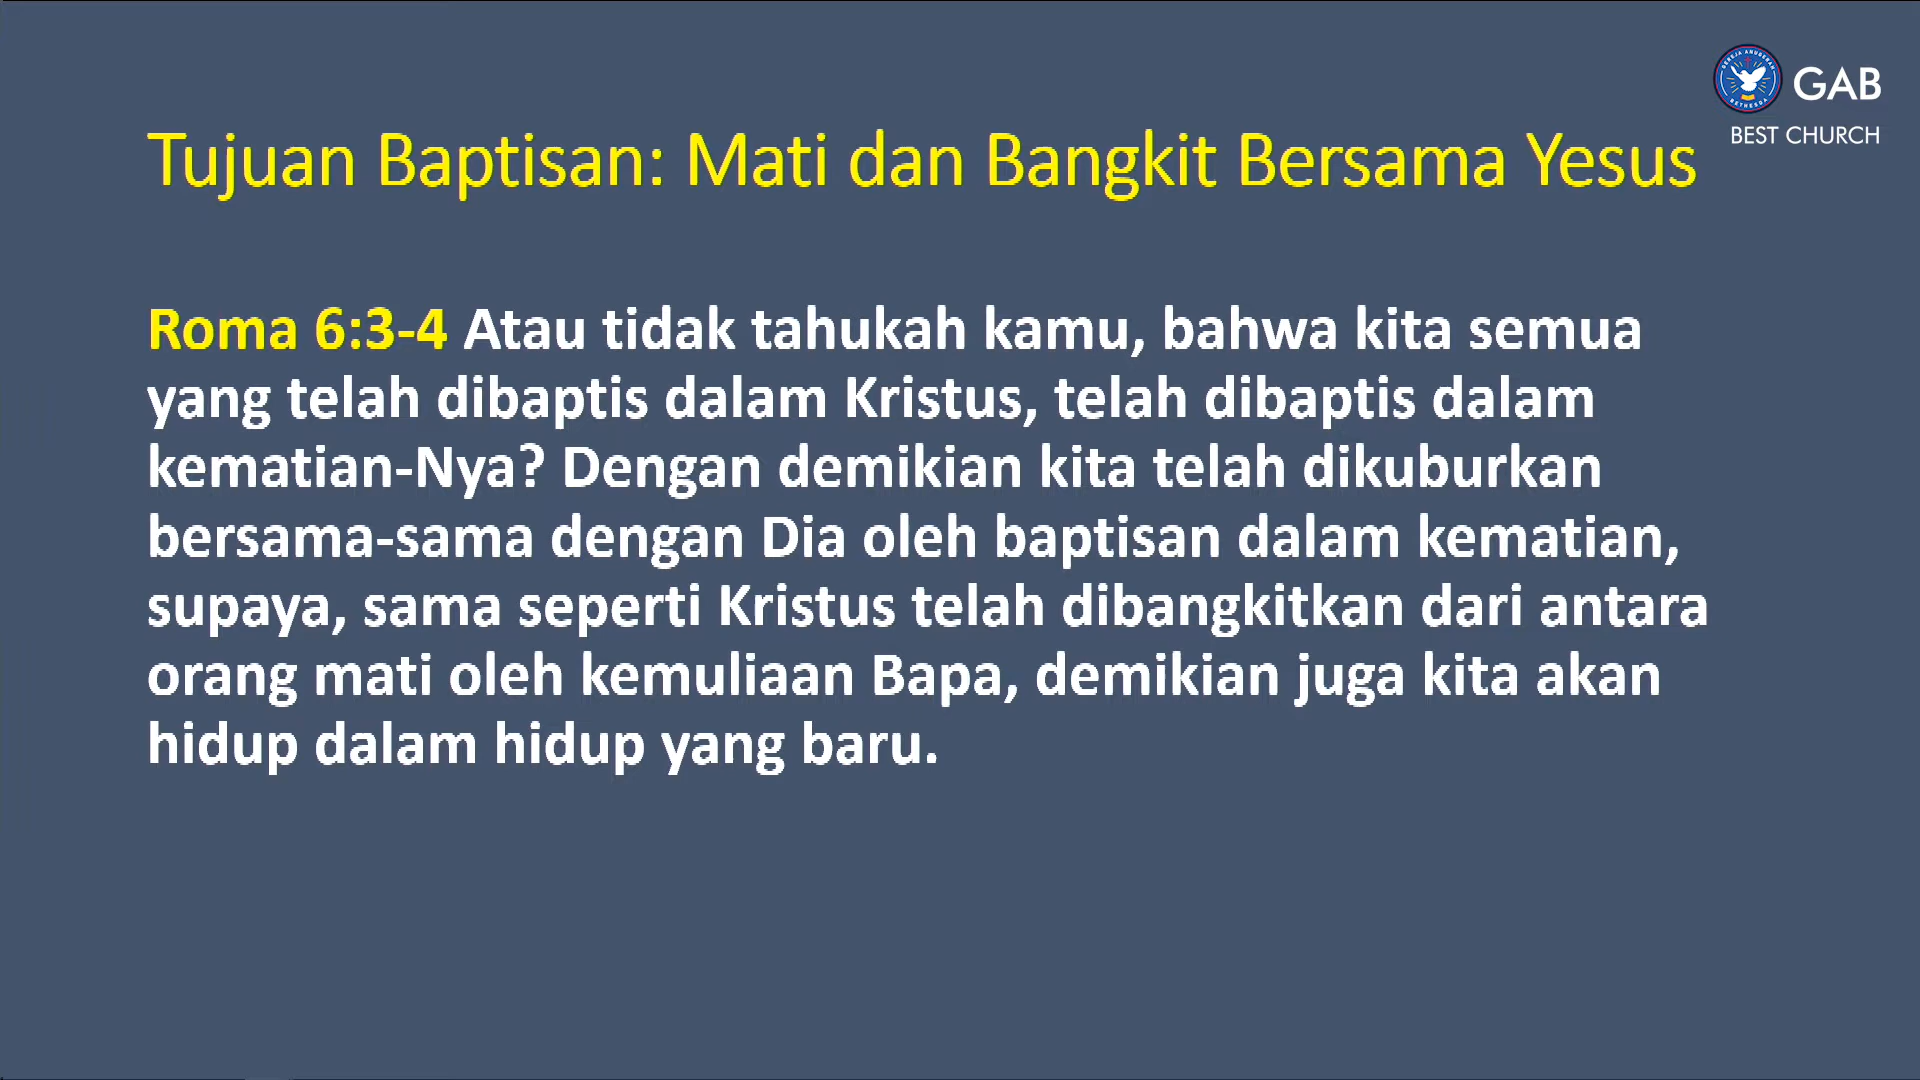 GAB
BEST CHURCH
Tujuan Baptisan: Mati dan Bangkit Bersama Yesus
Roma 6:3-4 Atau tidak tahukah kamu, bahwa kita semua
yang telah dibaptis dalam Kristus, telah dibaptis dalam
kematian-Nya? Dengan demikian kita telah dikuburkan
bersama-sama dengan Dia oleh baptisan dalam kematian,
supaya, sama seperti Kristus telah dibangkitkan dari antara
orang mati oleh kemuliaan Bapa, demikian juga kita akan
hidup dalam hidup yang baru.